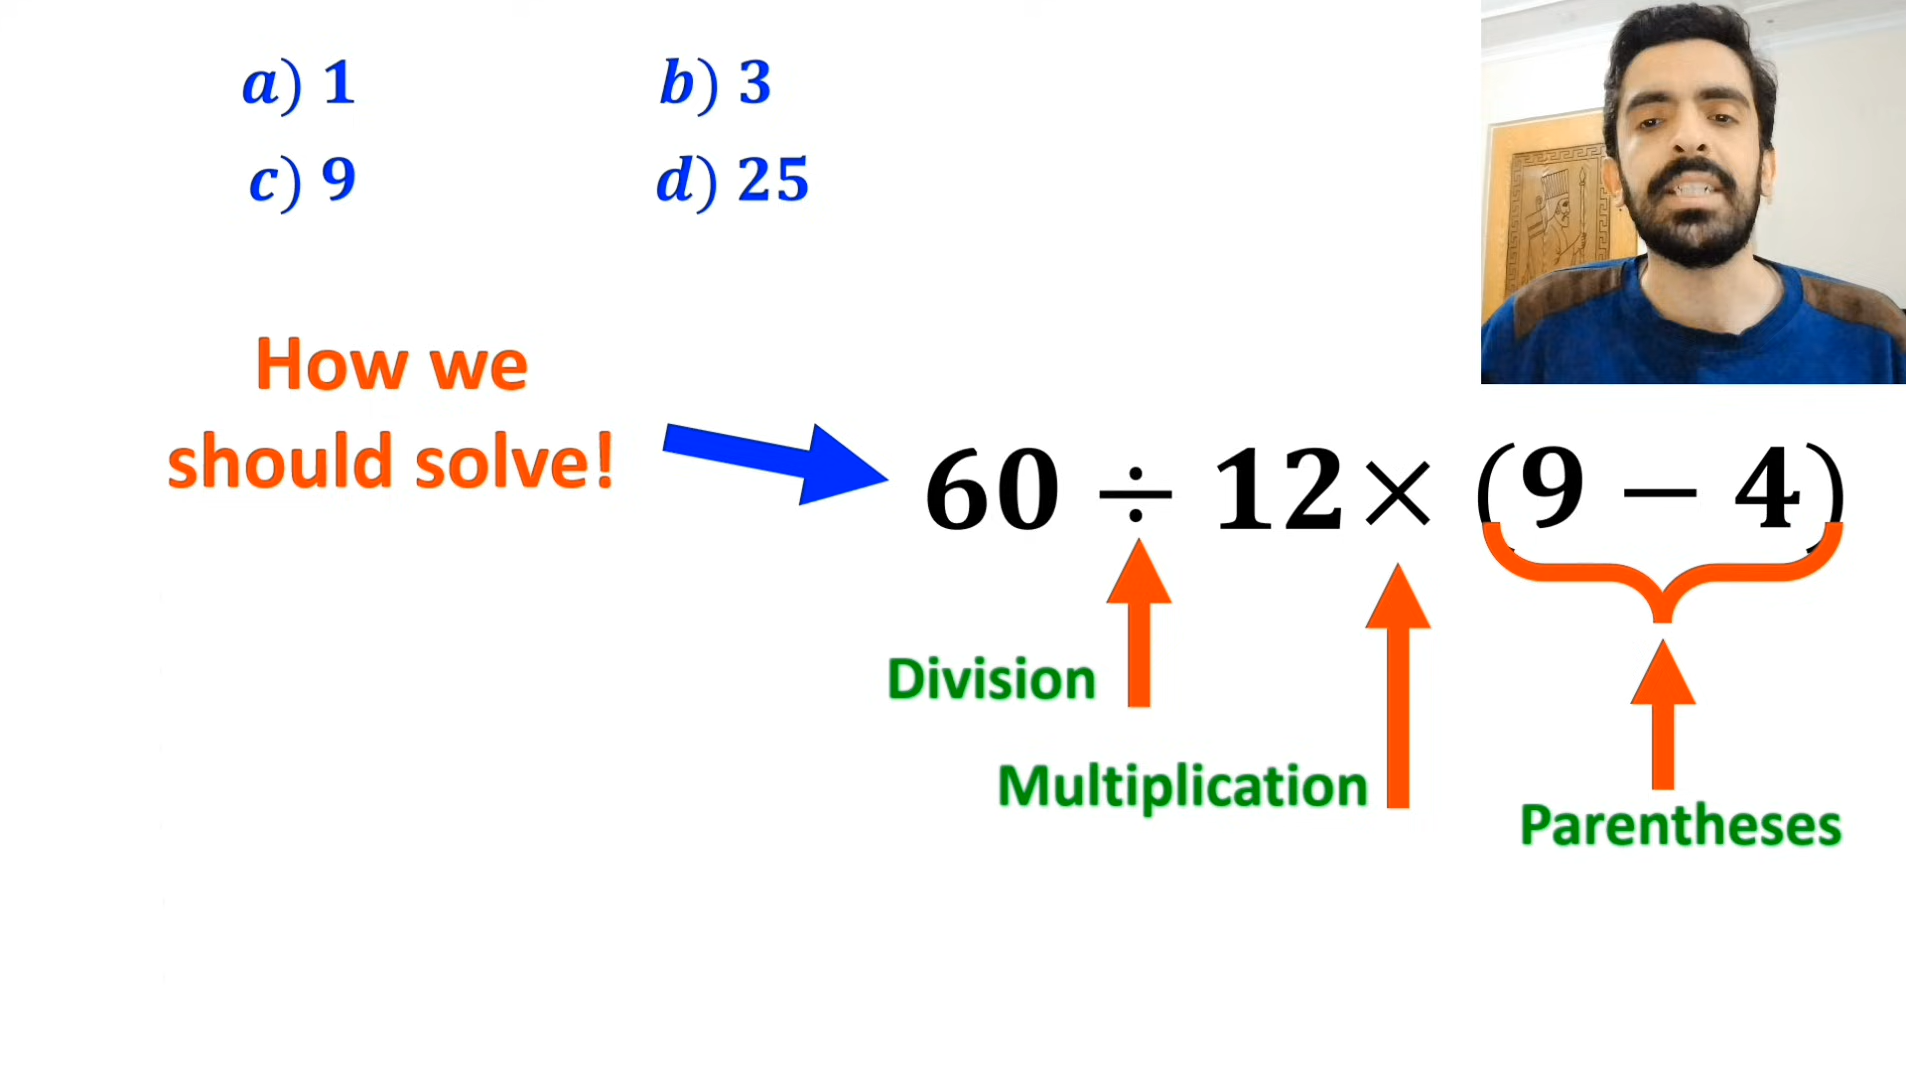 a) 1 b) 3
c) 9 d) 25
How we
should solve!
60 ÷ 12 × (9 − 4)
Division
Multiplication
Parentheses